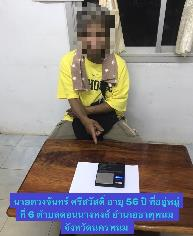 นายดวงจันทร์ ศรีสวัสดิ์ อายุ 56 ปี ที่อยู่หมู่
ที่ 6 ตำบลดอนนางหงส์ อำเภอธาตุพนม
จังหวัดนครพนม